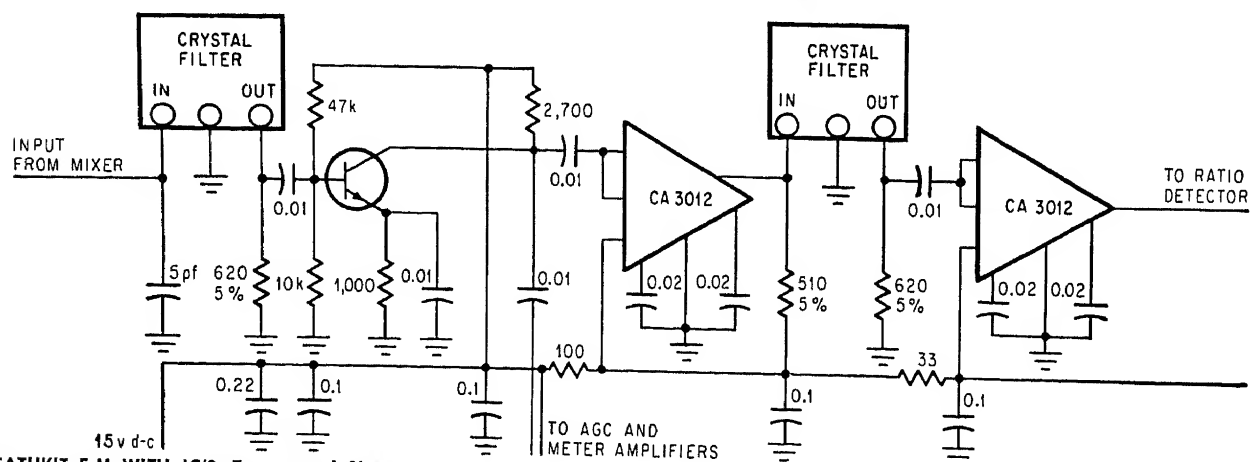 CRYSTAL
FILTER
IN
OUT
INPUT
FROM MIXER
5pf
620
5%
0.01
47k
10k
1,000
0.01
2,700
0.01
0.01
CA 3012
0.02
0.02
CRYSTAL
FILTER
IN
OUT
510
5%
620
5%
0.01
CA 3012
0.02
0.02
TO RATIO
DETECTOR
0.22
0.1
0.1
100
0.1
33
0.1
15 v d-c
TO AGC AND
METER AMPLIFIERS